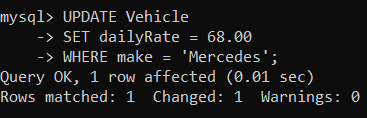 mysql> UPDATE Vehicle
    -> SET dailyRate = 68.00
    -> WHERE make = 'Mercedes';
Query OK, 1 row affected (0.01 sec)
Rows matched: 1  Changed: 1  Warnings: 0